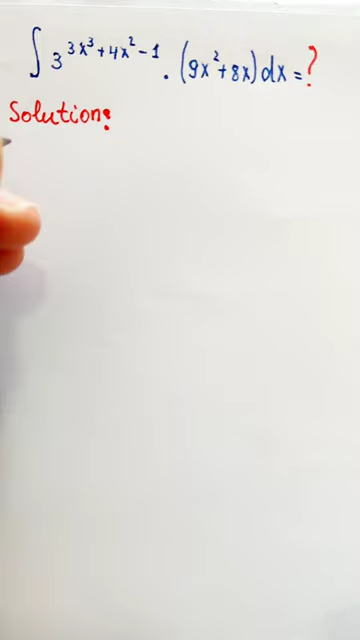 ∫ 3^{3x³+4x²-1} · (9x²+8x) dx = ?
Solution: